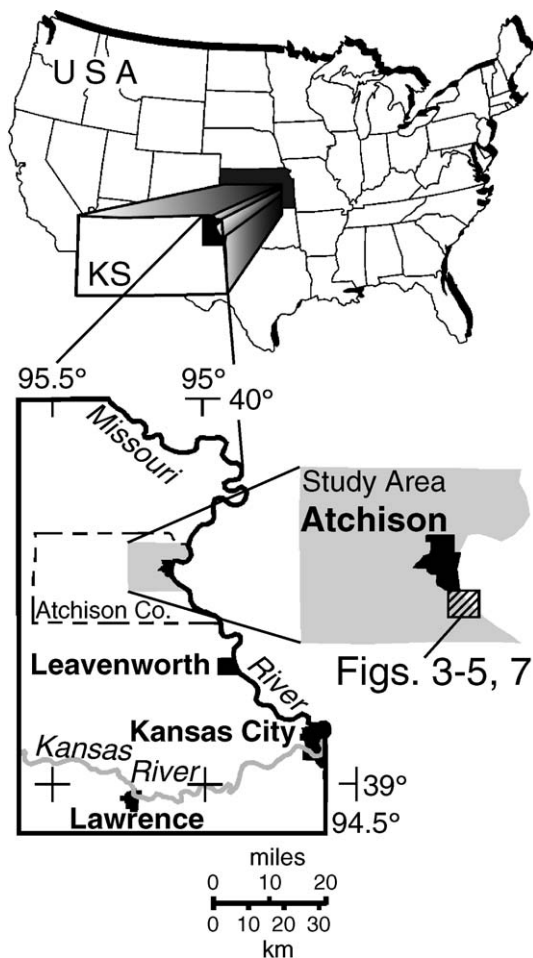 USA
KS
95.5°
95°
40°
Missouri
Study Area
Atchison
Atchison Co.
Leavenworth
River
Figs. 3-5, 7
Kansas City
Kansas
River
39°
Lawrence
94.5°
miles
0 10 20
0 10 20 30
km